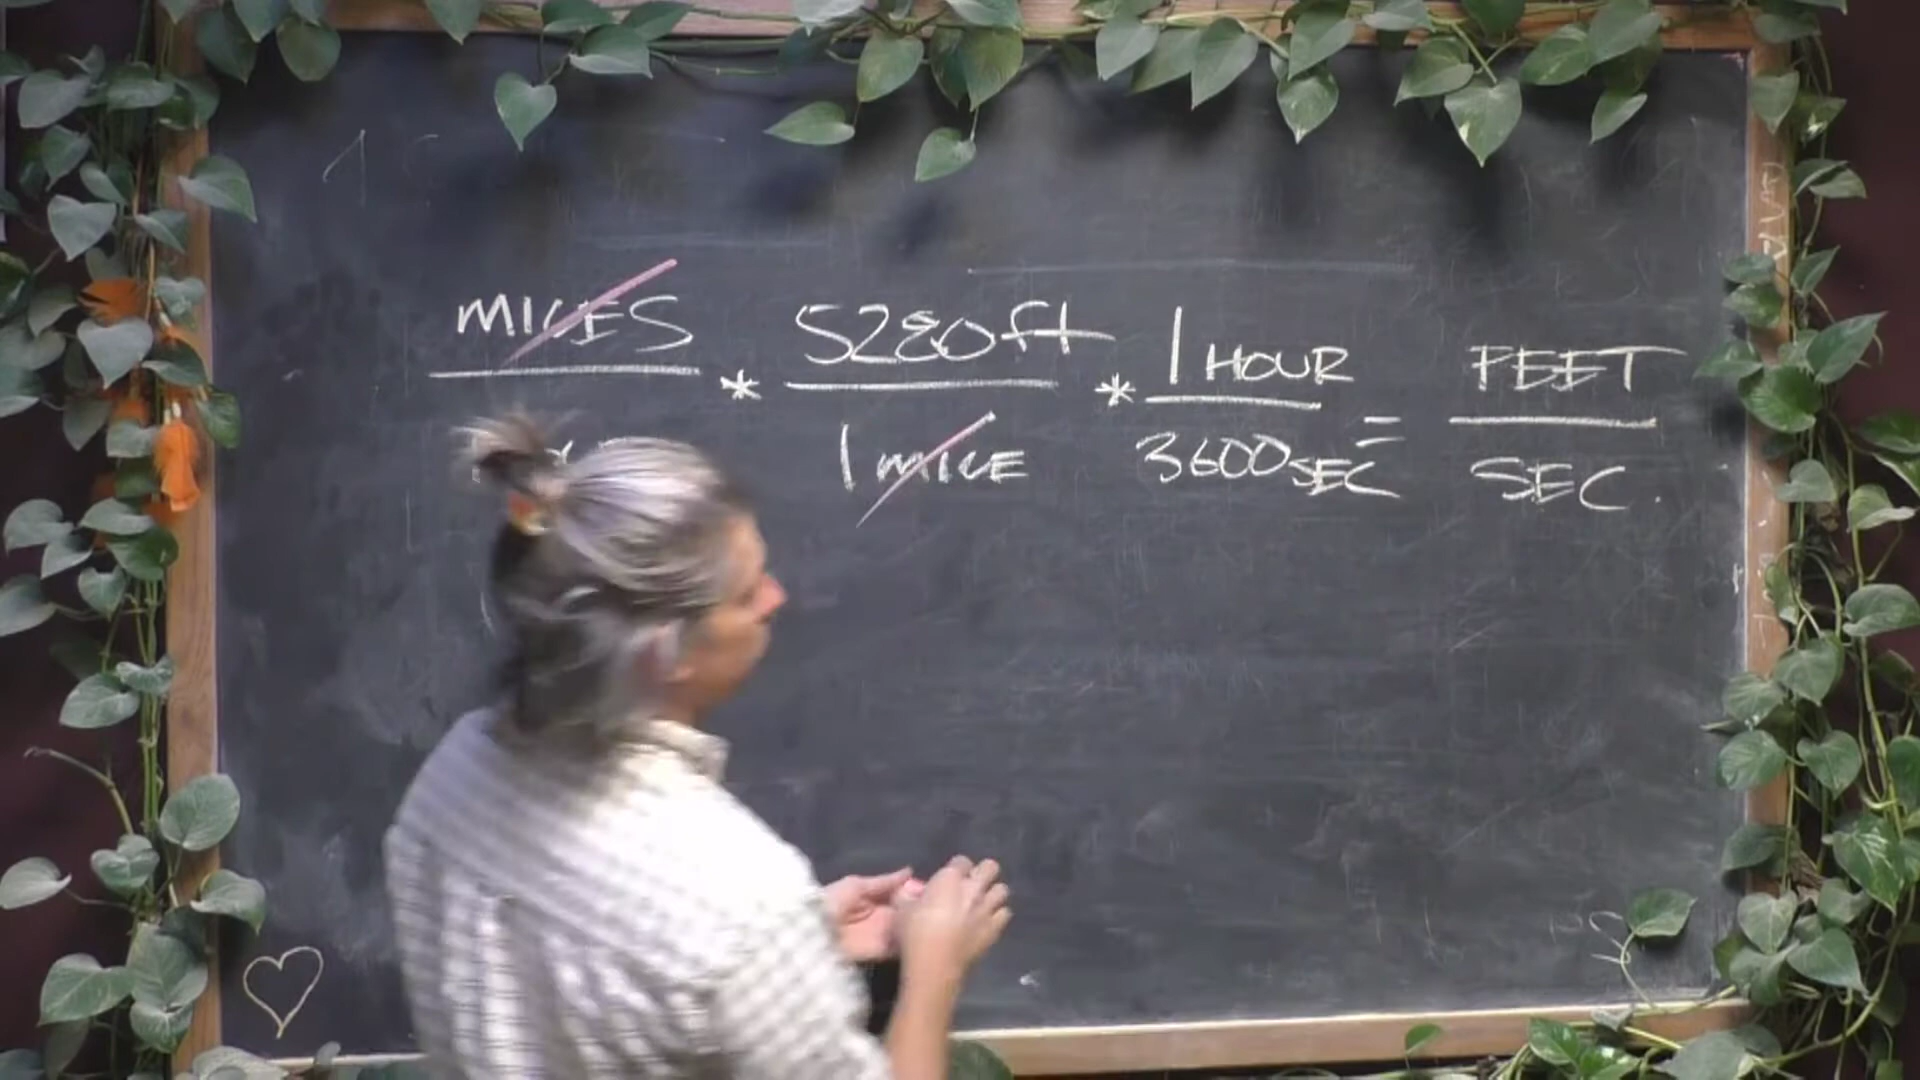 MILES * 5280ft * 1 HOUR = FEET
1 MILE 3600 SEC SEC.